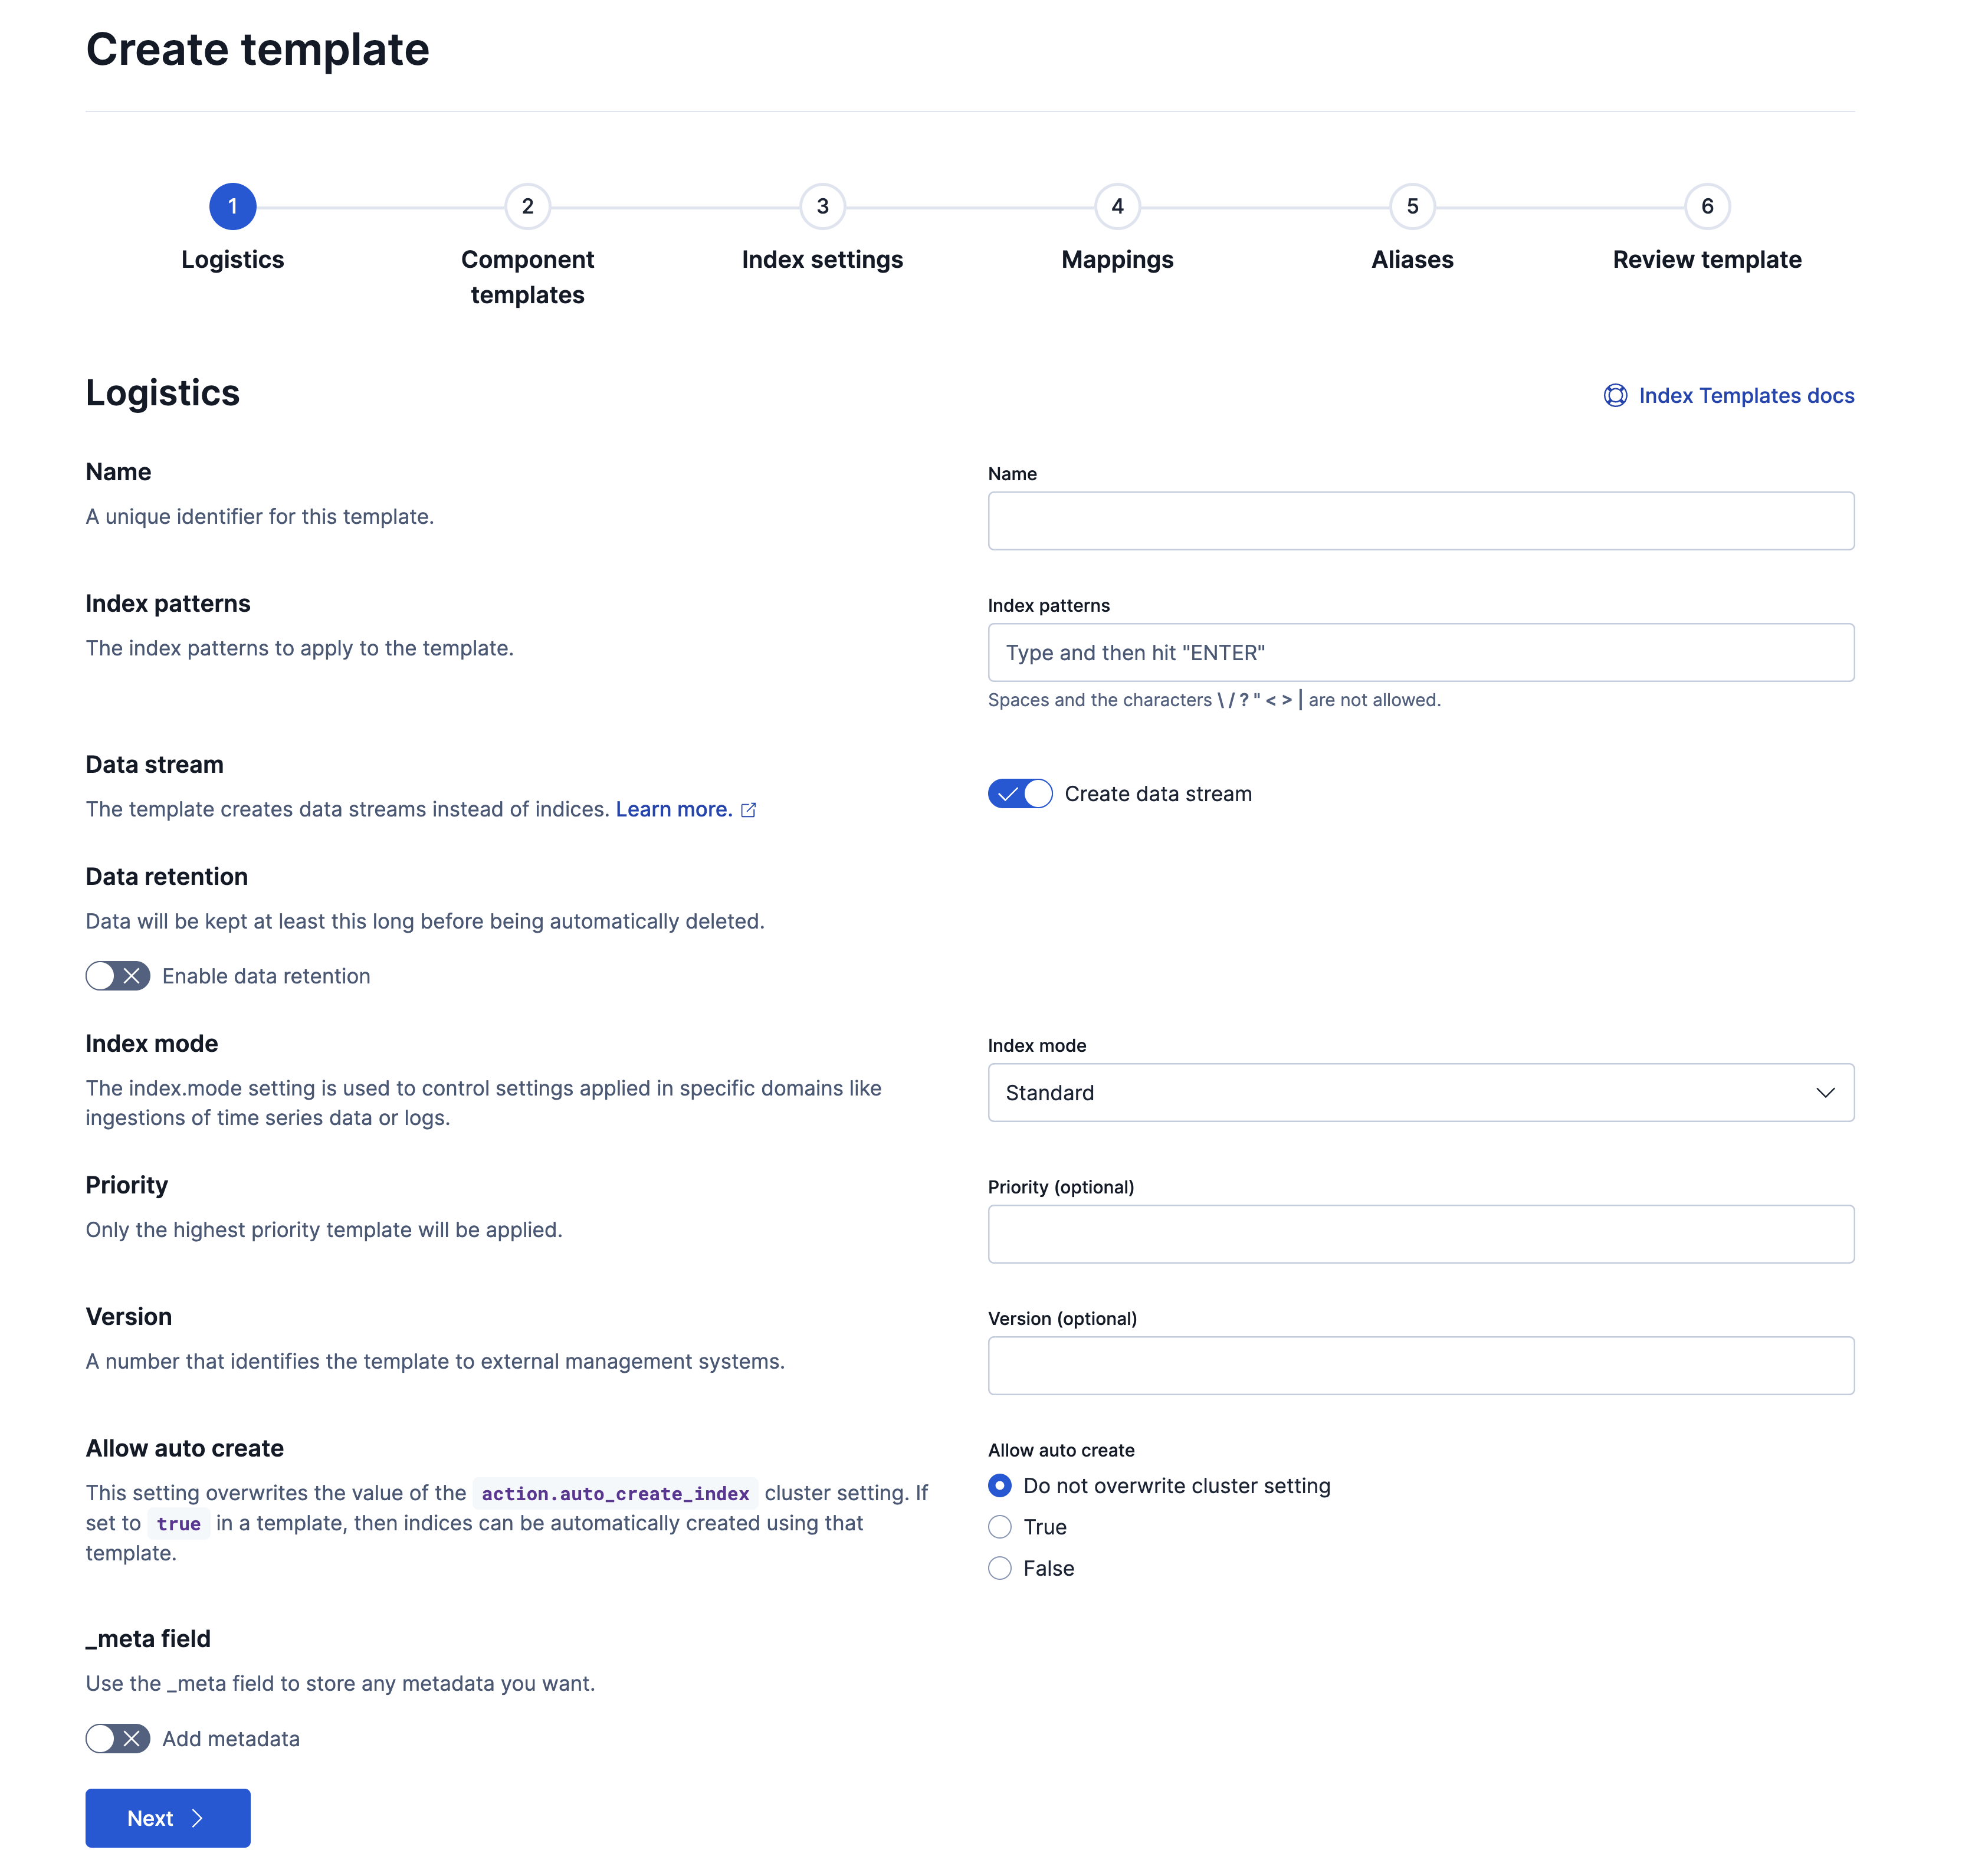 Create template
1
2
3
4
5
6
Logistics
Component
templates
Index settings
Mappings
Aliases
Review template
Logistics
Index Templates docs
Name
A unique identifier for this template.
Name
Index patterns
The index patterns to apply to the template.
Index patterns
Type and then hit "ENTER"
Spaces and the characters \ / ? " < > | are not allowed.
Data stream
The template creates data streams instead of indices. Learn more.
Create data stream
Data retention
Data will be kept at least this long before being automatically deleted.
Enable data retention
Index mode
The index.mode setting is used to control settings applied in specific domains like
ingestions of time series data or logs.
Index mode
Standard
Priority
Only the highest priority template will be applied.
Priority (optional)
Version
A number that identifies the template to external management systems.
Version (optional)
Allow auto create
This setting overwrites the value of the action.auto_create_index cluster setting. If
set to true in a template, then indices can be automatically created using that
template.
Allow auto create
Do not overwrite cluster setting
True
False
_meta field
Use the _meta field to store any metadata you want.
Add metadata
Next